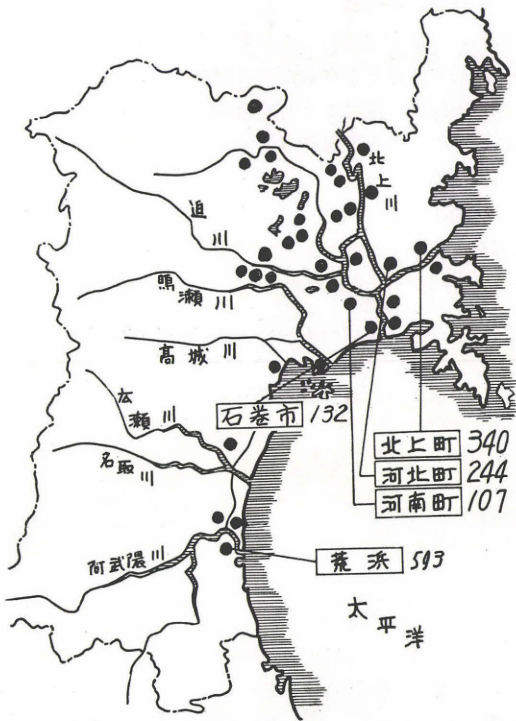 北上川
迫川
鳴瀬川
高城川
広瀬川
名取川
阿武隈川
石巻市 132
北上町 340
河北町 244
河南町 107
荒浜 593
太平洋